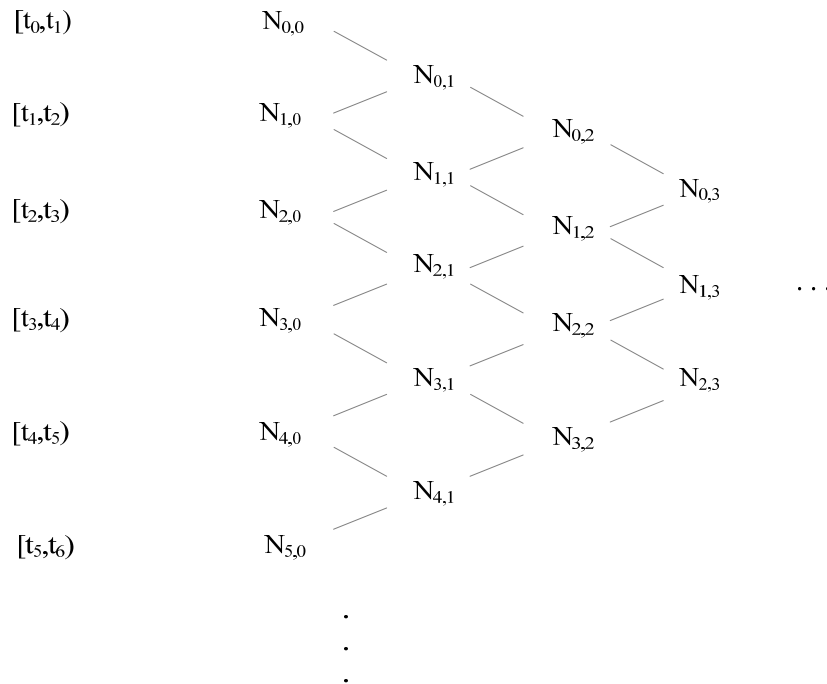 [t₀,t₁) N₀,₀
N₀,₁
[t₁,t₂) N₁,₀
N₀,₂
N₁,₁
N₀,₃
[t₂,t₃) N₂,₀
N₁,₂
N₂,₁
N₁,₃ . . .
[t₃,t₄) N₃,₀
N₂,₂
N₃,₁
N₂,₃
[t₄,t₅) N₄,₀
N₃,₂
N₄,₁
[t₅,t₆) N₅,₀
.
.
.